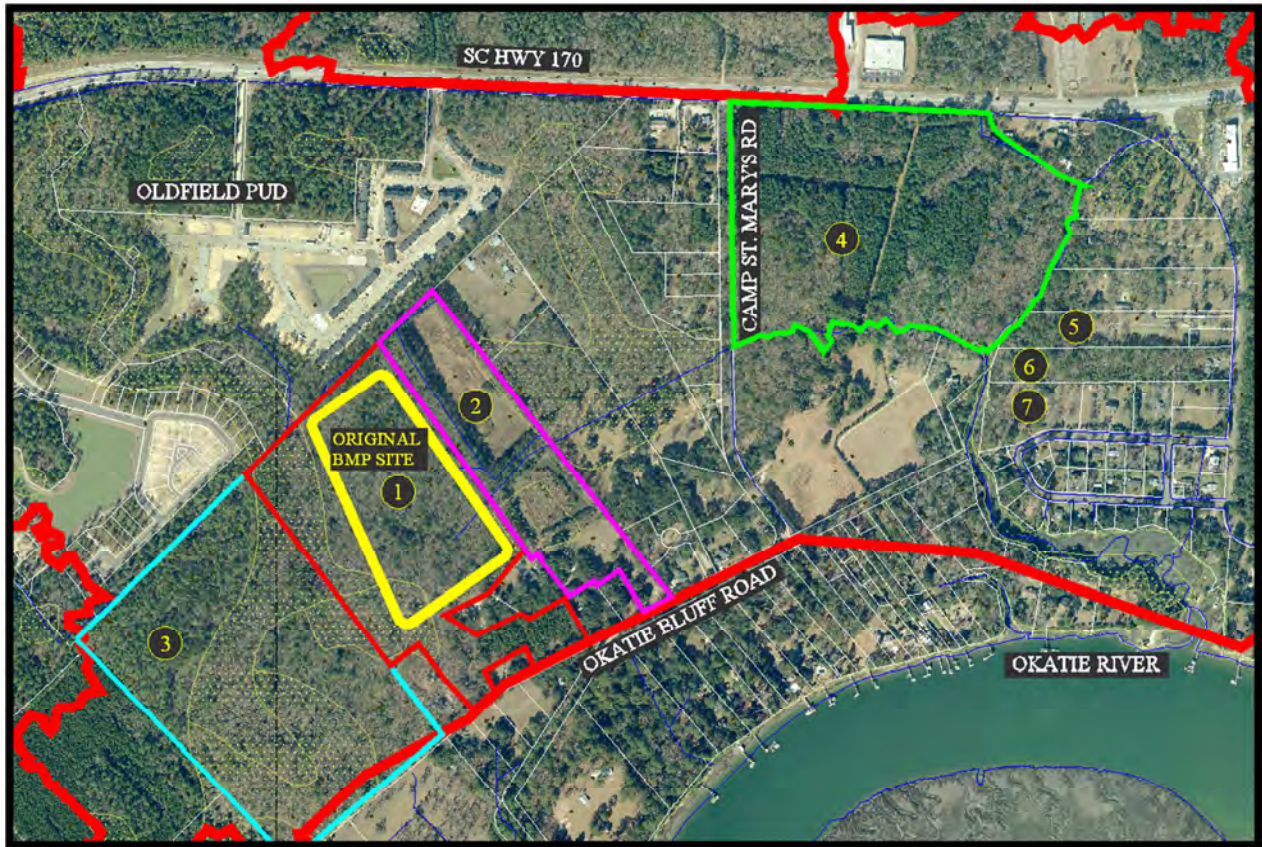 SC HWY 170
CAMP ST. MARY'S RD
OLDFIELD PUD
4
5
6
7
2
ORIGINAL
BMP SITE
1
3
OKATIE BLUFF ROAD
OKATIE RIVER